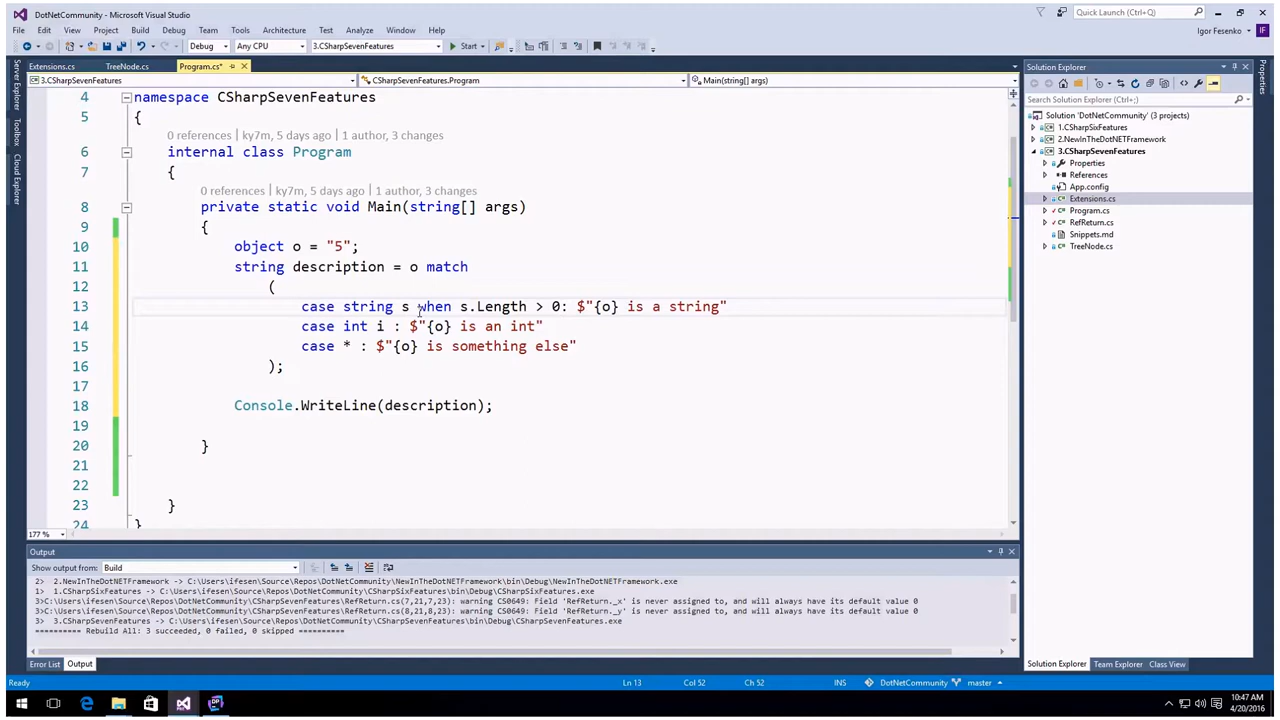 DotNetCommunity - Microsoft Visual Studio
Quick Launch (Ctrl+Q)
File Edit View Project Build Debug Team Tools Architecture Test Analyze Window Help
Igor Fesenko
IF
Debug Any CPU 3.CSharpSevenFeatures Start
Extensions.cs TreeNode.cs Program.cs*
3.CSharpSevenFeatures CSharpSevenFeatures.Program Main(string[] args)
Server Explorer
Toolbox
Cloud Explorer
4 namespace CSharpSevenFeatures
5 {
0 references | ky7m, 5 days ago | 1 author, 3 changes
6 internal class Program
7 {
0 references | ky7m, 5 days ago | 1 author, 3 changes
8 private static void Main(string[] args)
9 {
10 object o = "5";
11 string description = o match
12 (
13 case string s when s.Length > 0: $"{o} is a string"
14 case int i : $"{o} is an int"
15 case * : $"{o} is something else"
16 );
17
18 Console.WriteLine(description);
19
20 }
21
22
23 }
24 }
177 %
Solution Explorer
Search Solution Explorer (Ctrl+;)
Solution 'DotNetCommunity' (3 projects)
1.CSharpSixFeatures
2.NewInTheDotNETFramework
3.CSharpSevenFeatures
Properties
References
App.config
Extensions.cs
Program.cs
RefReturn.cs
Snippets.md
TreeNode.cs
Properties
Output
Show output from: Build
2> 2.NewInTheDotNETFramework -> C:\Users\ifesen\Source\Repos\DotNetCommunity\NewInTheDotNETFramework\bin\Debug\NewInTheDotNETFramework.exe
1> 1.CSharpSixFeatures -> C:\Users\ifesen\Source\Repos\DotNetCommunity\CSharpSixFeatures\bin\Debug\CSharpSixFeatures.exe
3>C:\Users\ifesen\Source\Repos\DotNetCommunity\CSharpSevenFeatures\RefReturn.cs(7,21,7,23): warning CS0649: Field 'RefReturn._x' is never assigned to, and will always have its default value 0
3>C:\Users\ifesen\Source\Repos\DotNetCommunity\CSharpSevenFeatures\RefReturn.cs(8,21,8,23): warning CS0649: Field 'RefReturn._y' is never assigned to, and will always have its default value 0
3> 3.CSharpSevenFeatures -> C:\Users\ifesen\Source\Repos\DotNetCommunity\CSharpSevenFeatures\bin\Debug\CSharpSevenFeatures.exe
========== Rebuild All: 3 succeeded, 0 failed, 0 skipped ==========
Error List Output
Solution Explorer Team Explorer Class View
Ready Ln 13 Col 52 Ch 52 INS DotNetCommunity master
10:47 AM
4/20/2016